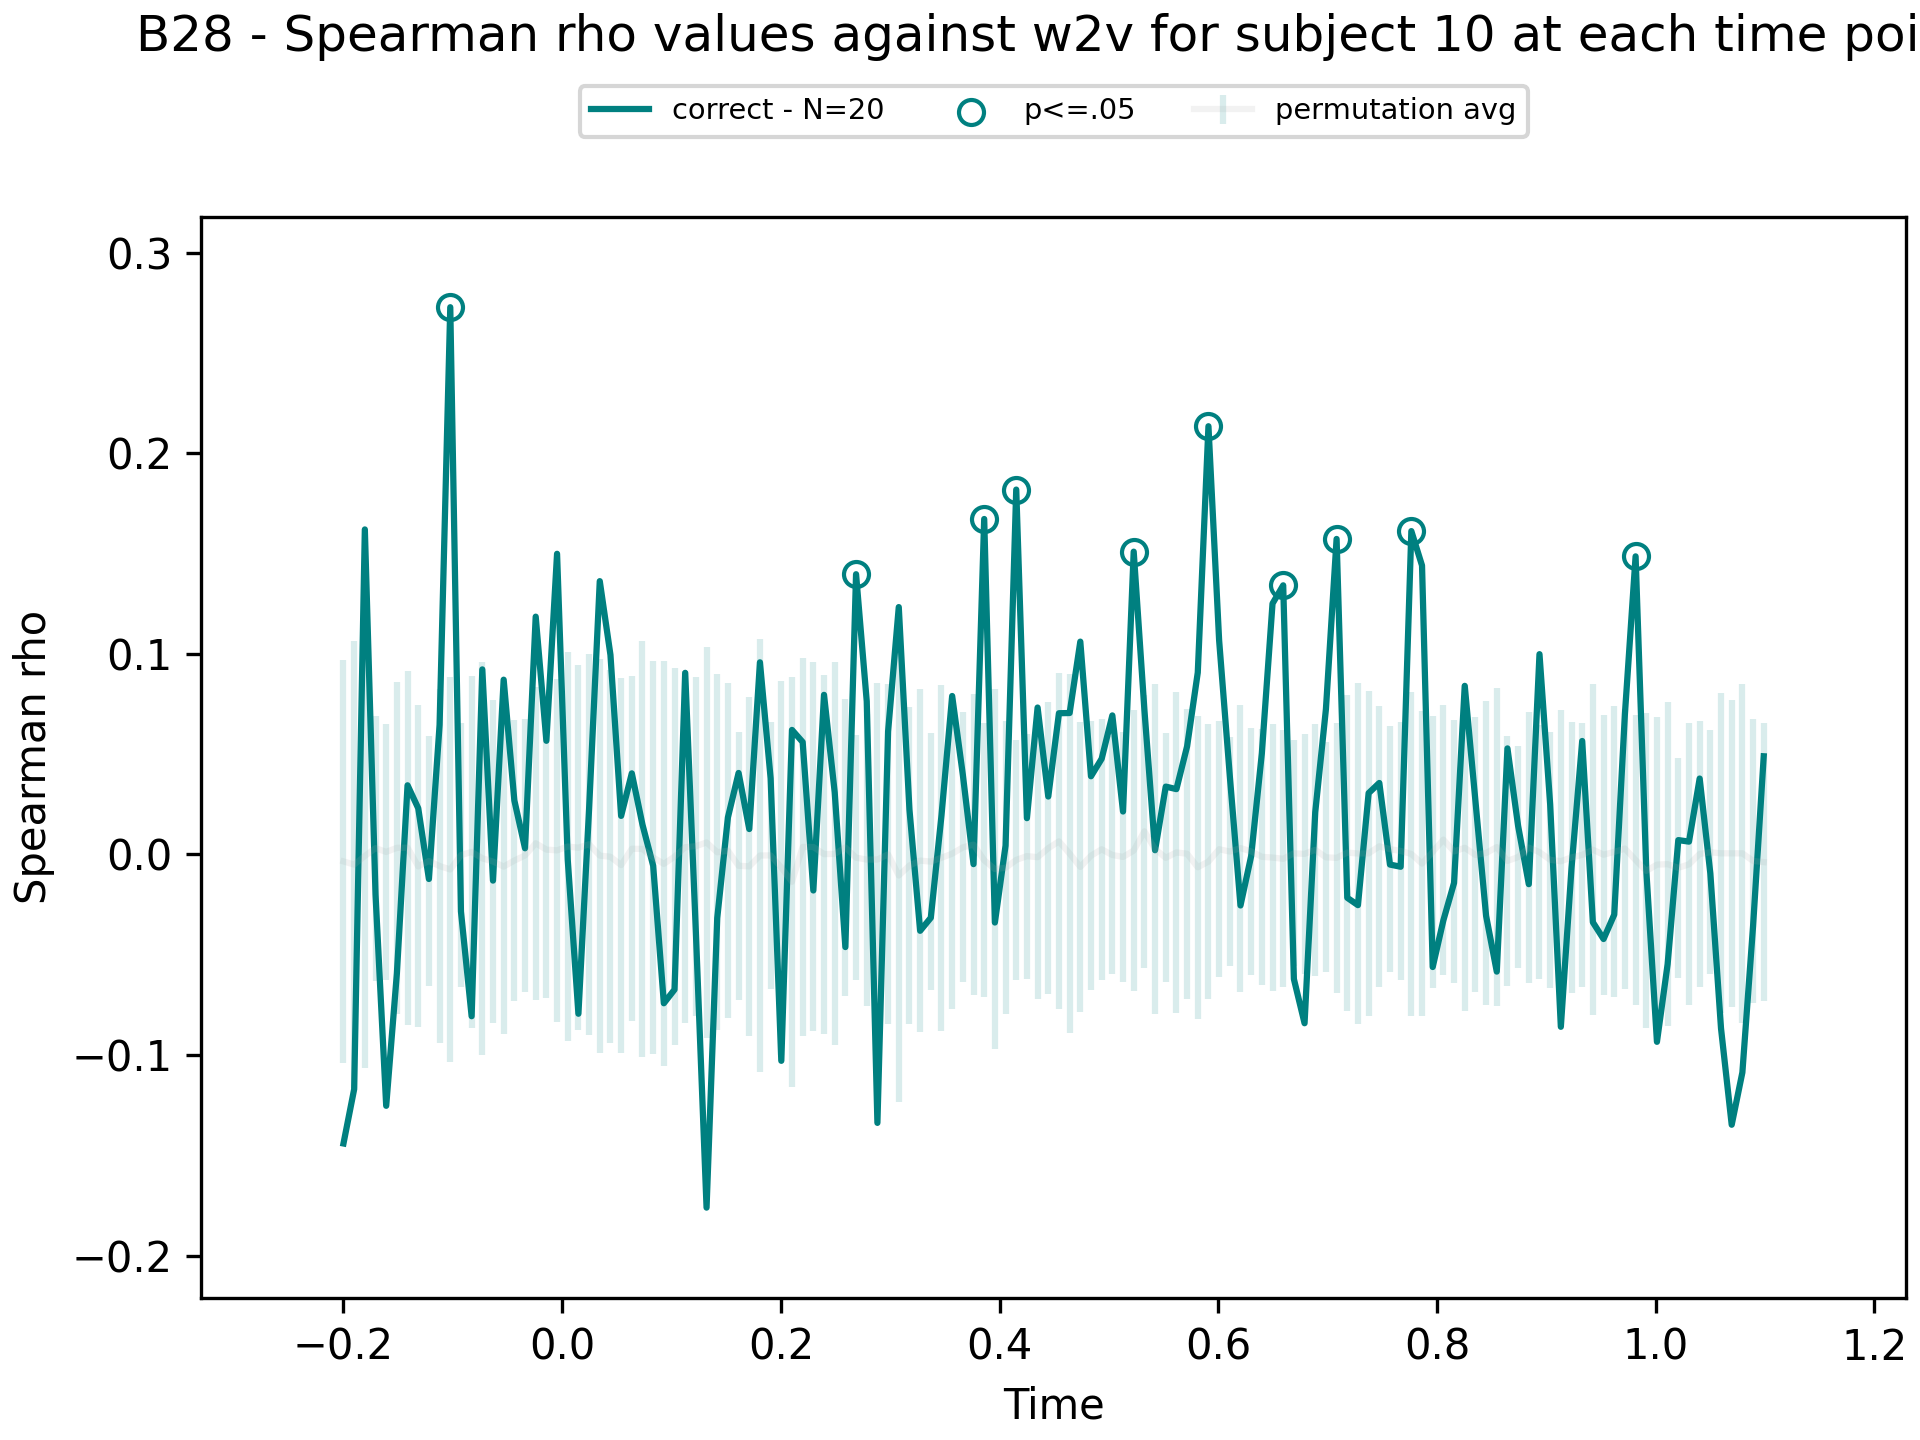 B28 - Spearman rho values against w2v for subject 10 at each time poi
correct - N=20 p<=.05 permutation avg
0.3
0.2
0.1
0.0
−0.1
−0.2
Spearman rho
−0.2 0.0 0.2 0.4 0.6 0.8 1.0 1.2
Time